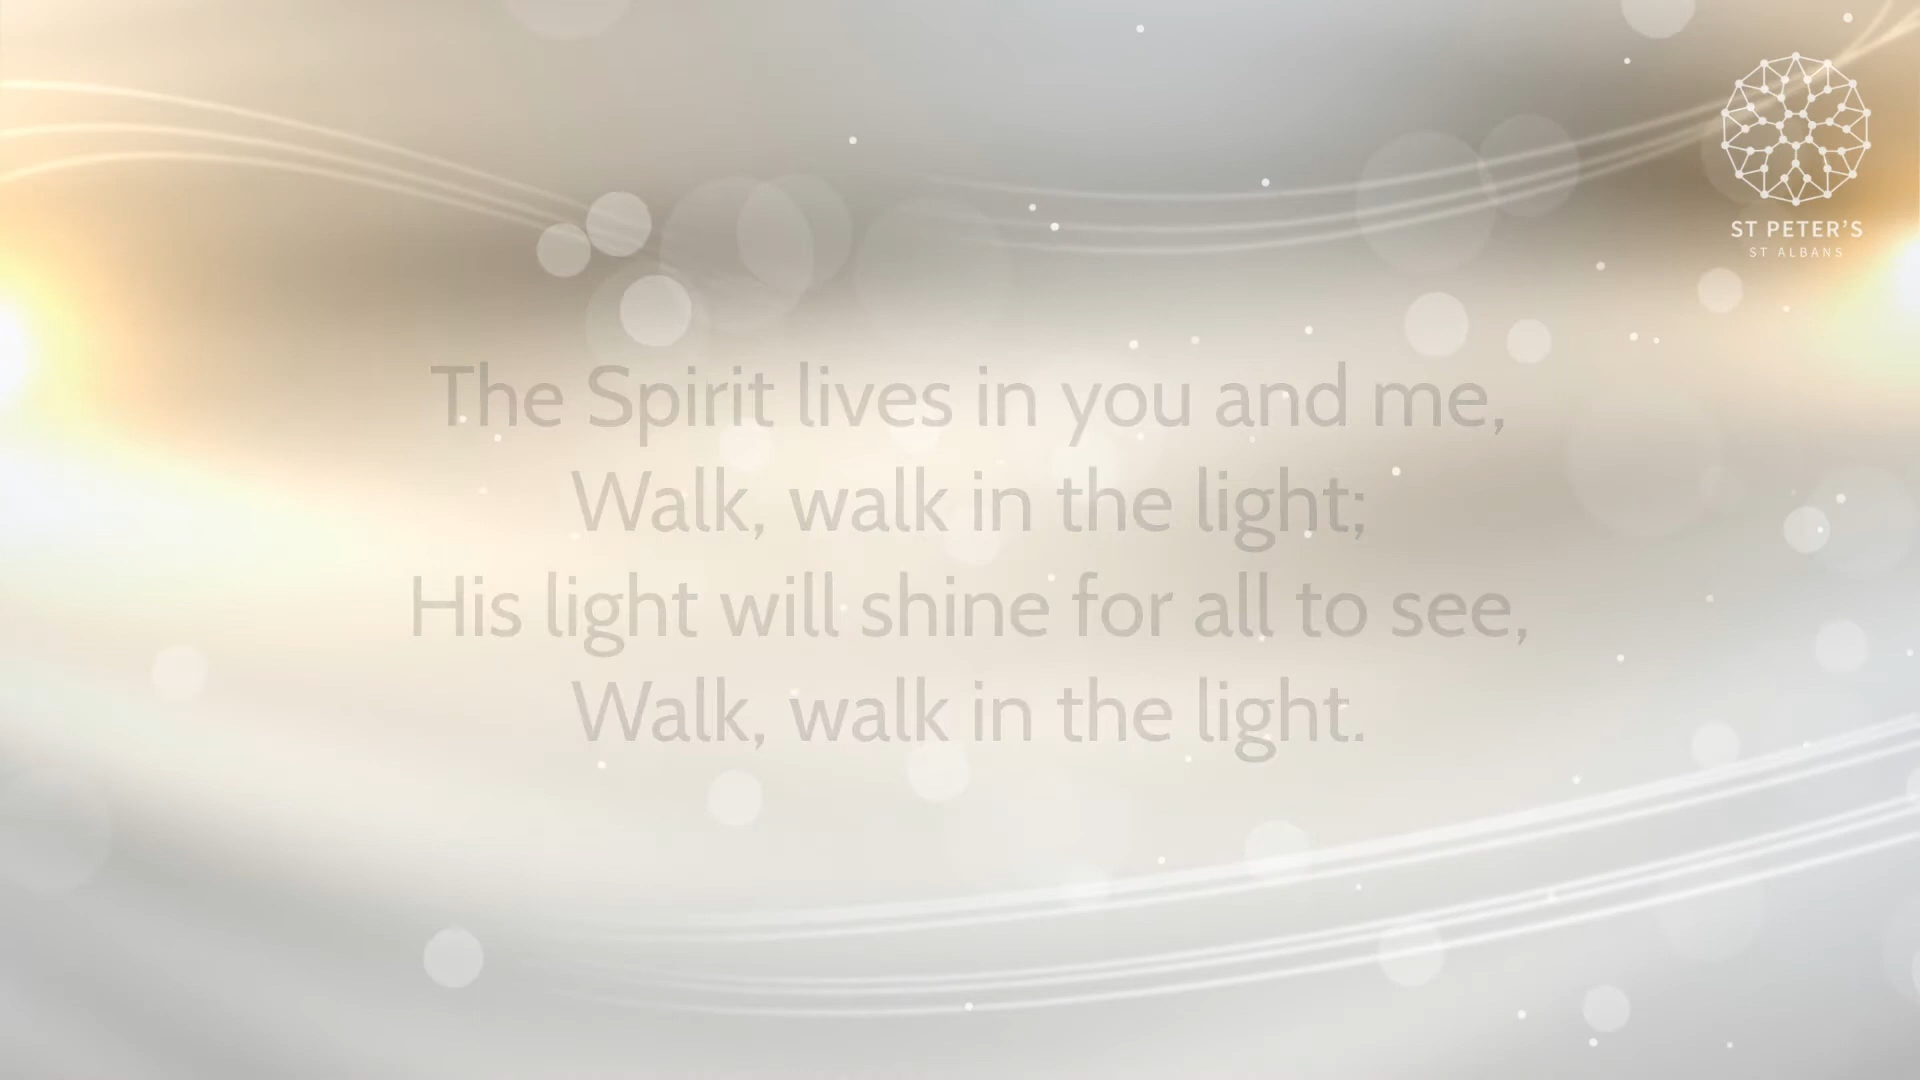 ST PETER'S
ST ALBANS
The Spirit lives in you and me,
Walk, walk in the light;
His light will shine for all to see,
Walk, walk in the light.